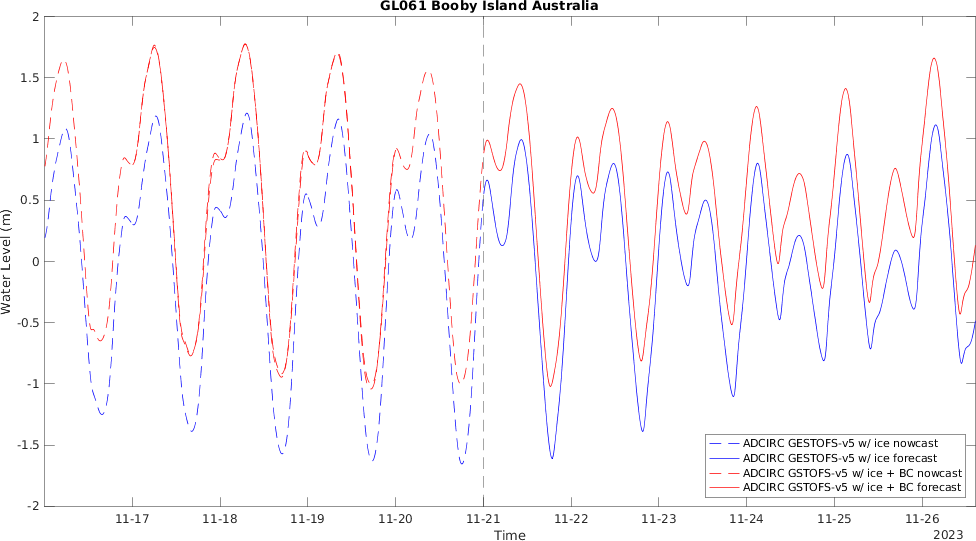 GL061 Booby Island Australia
2
1.5
1
0.5
0
-0.5
-1
-1.5
-2
Water Level (m)
ADCIRC GESTOFS-v5 w/ ice nowcast
ADCIRC GESTOFS-v5 w/ ice forecast
ADCIRC GSTOFS-v5 w/ ice + BC nowcast
ADCIRC GSTOFS-v5 w/ ice + BC forecast
11-17 11-18 11-19 11-20 11-21 11-22 11-23 11-24 11-25 11-26
Time 2023